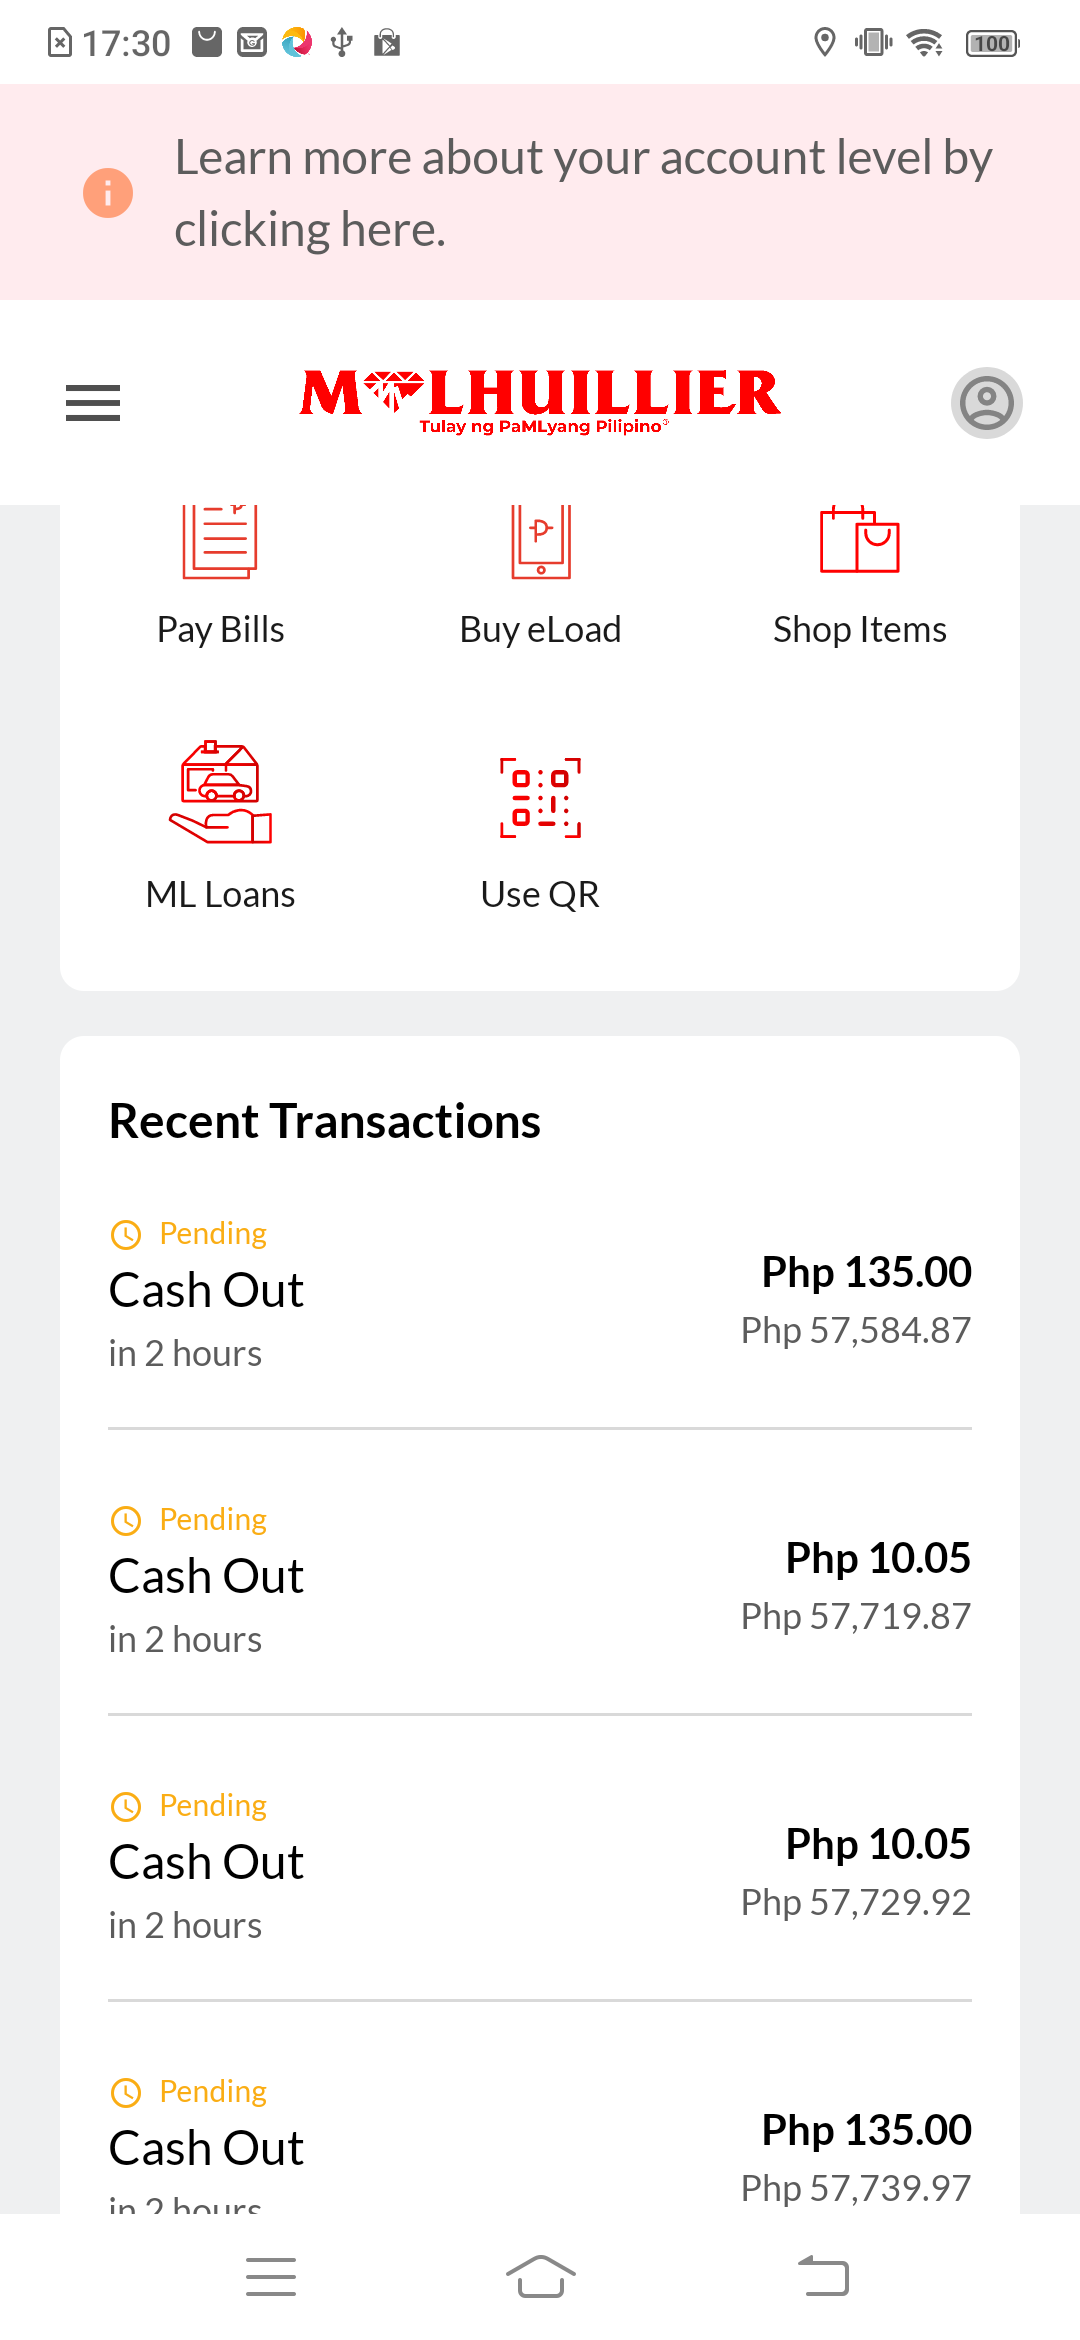 17:30
100
Learn more about your account level by
clicking here.
MLHUILLIER
Tulay ng PaMLyang Pilipino®
Pay Bills
Buy eLoad
Shop Items
ML Loans
Use QR
Recent Transactions
Pending
Cash Out
in 2 hours
Php 135.00
Php 57,584.87
Pending
Cash Out
in 2 hours
Php 10.05
Php 57,719.87
Pending
Cash Out
in 2 hours
Php 10.05
Php 57,729.92
Pending
Cash Out
in 2 hours
Php 135.00
Php 57,739.97